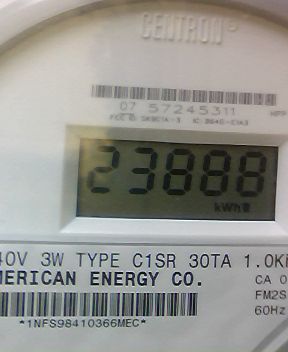 CENTRON
07 57245311
23888
kWh
40V 3W TYPE C1SR 30TA 1.0K
MERICAN ENERGY CO.
CA 0
FM2S
60Hz
*1NFS98410366MEC*